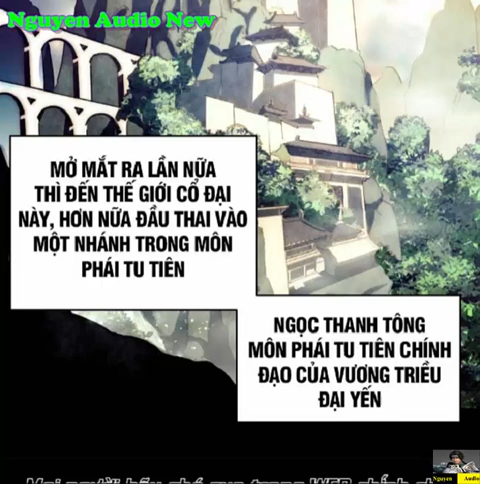 Nguyen Audio New
MỞ MẮT RA LẦN NỮA
THÌ ĐẾN THẾ GIỚI CỔ ĐẠI
NÀY, HƠN NỮA ĐẦU THAI VÀO
MỘT NHÁNH TRONG MÔN
PHÁI TU TIÊN
NGỌC THANH TÔNG
MÔN PHÁI TU TIÊN CHÍNH
ĐẠO CỦA VƯƠNG TRIỀU
ĐẠI YẾN
Nguyen Audio